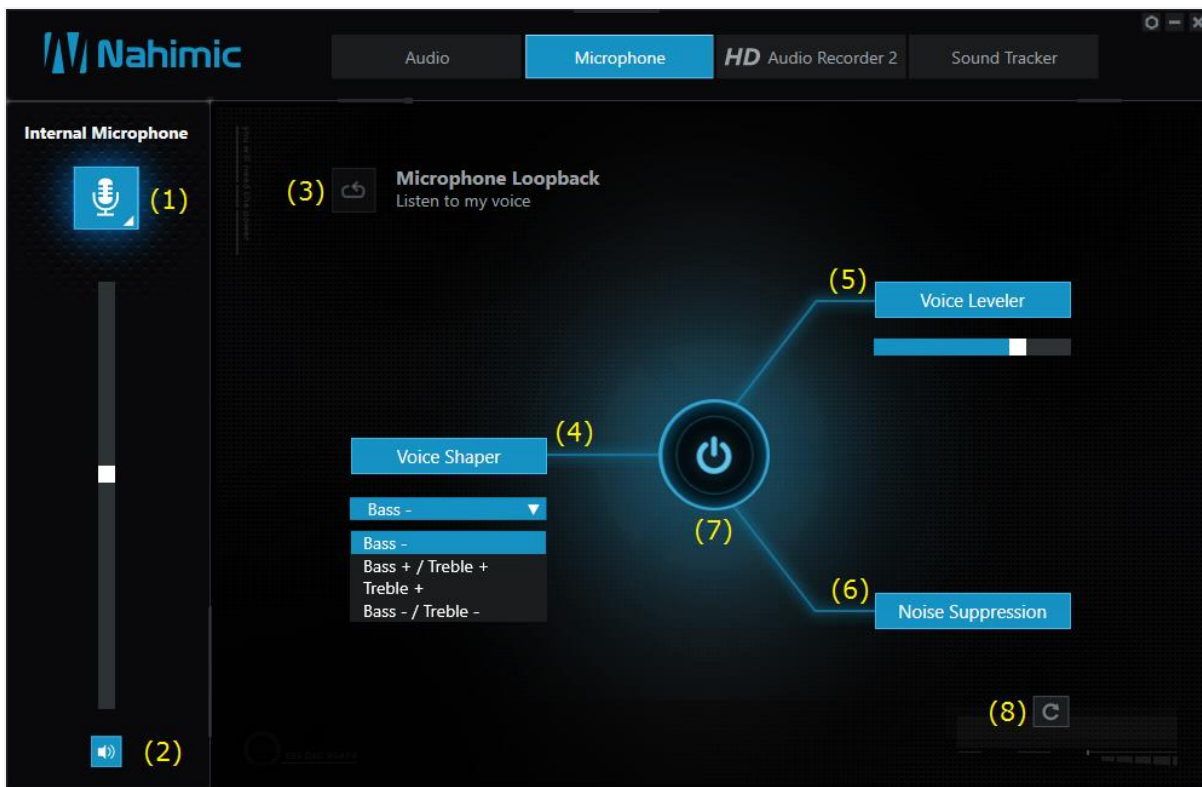 Nahimic
Audio
Microphone
HD Audio Recorder 2
Sound Tracker
Internal Microphone
(1)
(3)
Microphone Loopback
Listen to my voice
(5)
Voice Leveler
(4)
Voice Shaper
Bass -
Bass -
Bass + / Treble +
Treble +
Bass - / Treble -
(7)
(6)
Noise Suppression
(8)
(2)